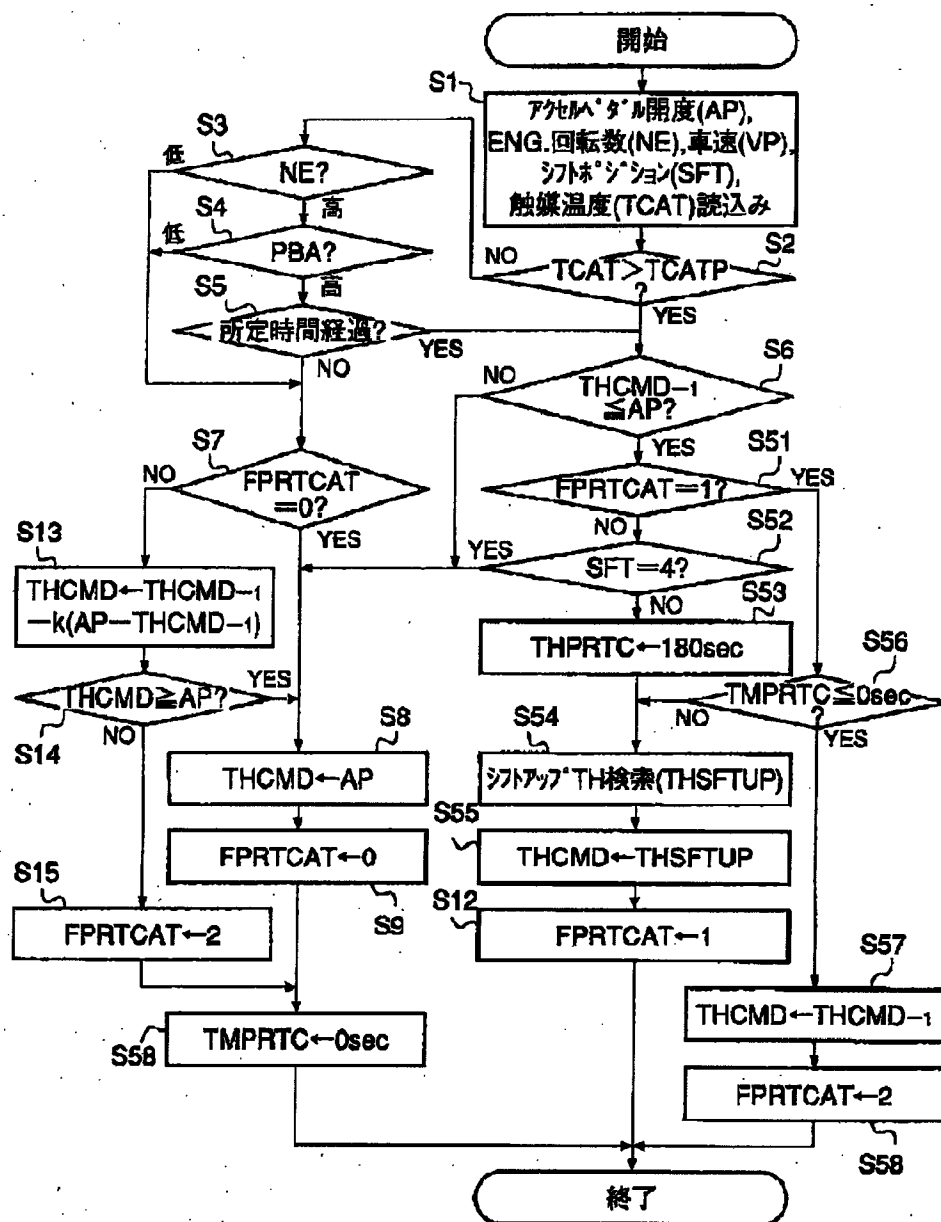 開始
S1
アクセルペダル開度(AP),
ENG.回転数(NE),車速(VP),
シフトポジション(SFT),
触媒温度(TCAT)読込み
S2
TCAT>TCATP
?
NO
YES
S3
NE?
低
高
S4
PBA?
低
高
S5
所定時間経過?
YES
NO
S6
THCMD-1
≦AP?
NO
YES
S7
FPRTCAT
=0?
NO
YES
S51
FPRTCAT=1?
YES
NO
S52
SFT=4?
YES
NO
S13
THCMD←THCMD-1
-k(AP-THCMD-1)
S53
THPRTC←180sec
S14
THCMD≧AP?
YES
NO
S56
TMPRTC≦0sec
?
NO
YES
S8
THCMD←AP
S54
シフトアップTH検索(THSFTUP)
S9
FPRTCAT←0
S55
THCMD←THSFTUP
S15
FPRTCAT←2
S12
FPRTCAT←1
S57
THCMD←THCMD-1
S58
TMPRTC←0sec
FPRTCAT←2
S58
終了